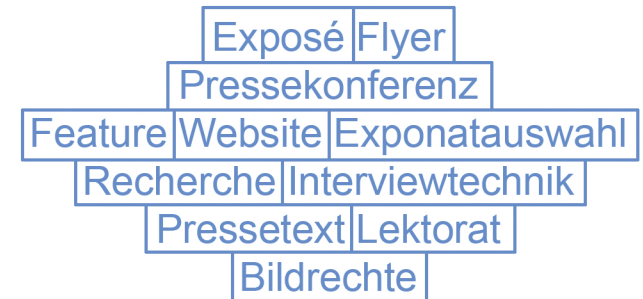 Exposé Flyer
Pressekonferenz
Feature Website Exponatauswahl
Recherche Interviewtechnik
Pressetext Lektorat
Bildrechte